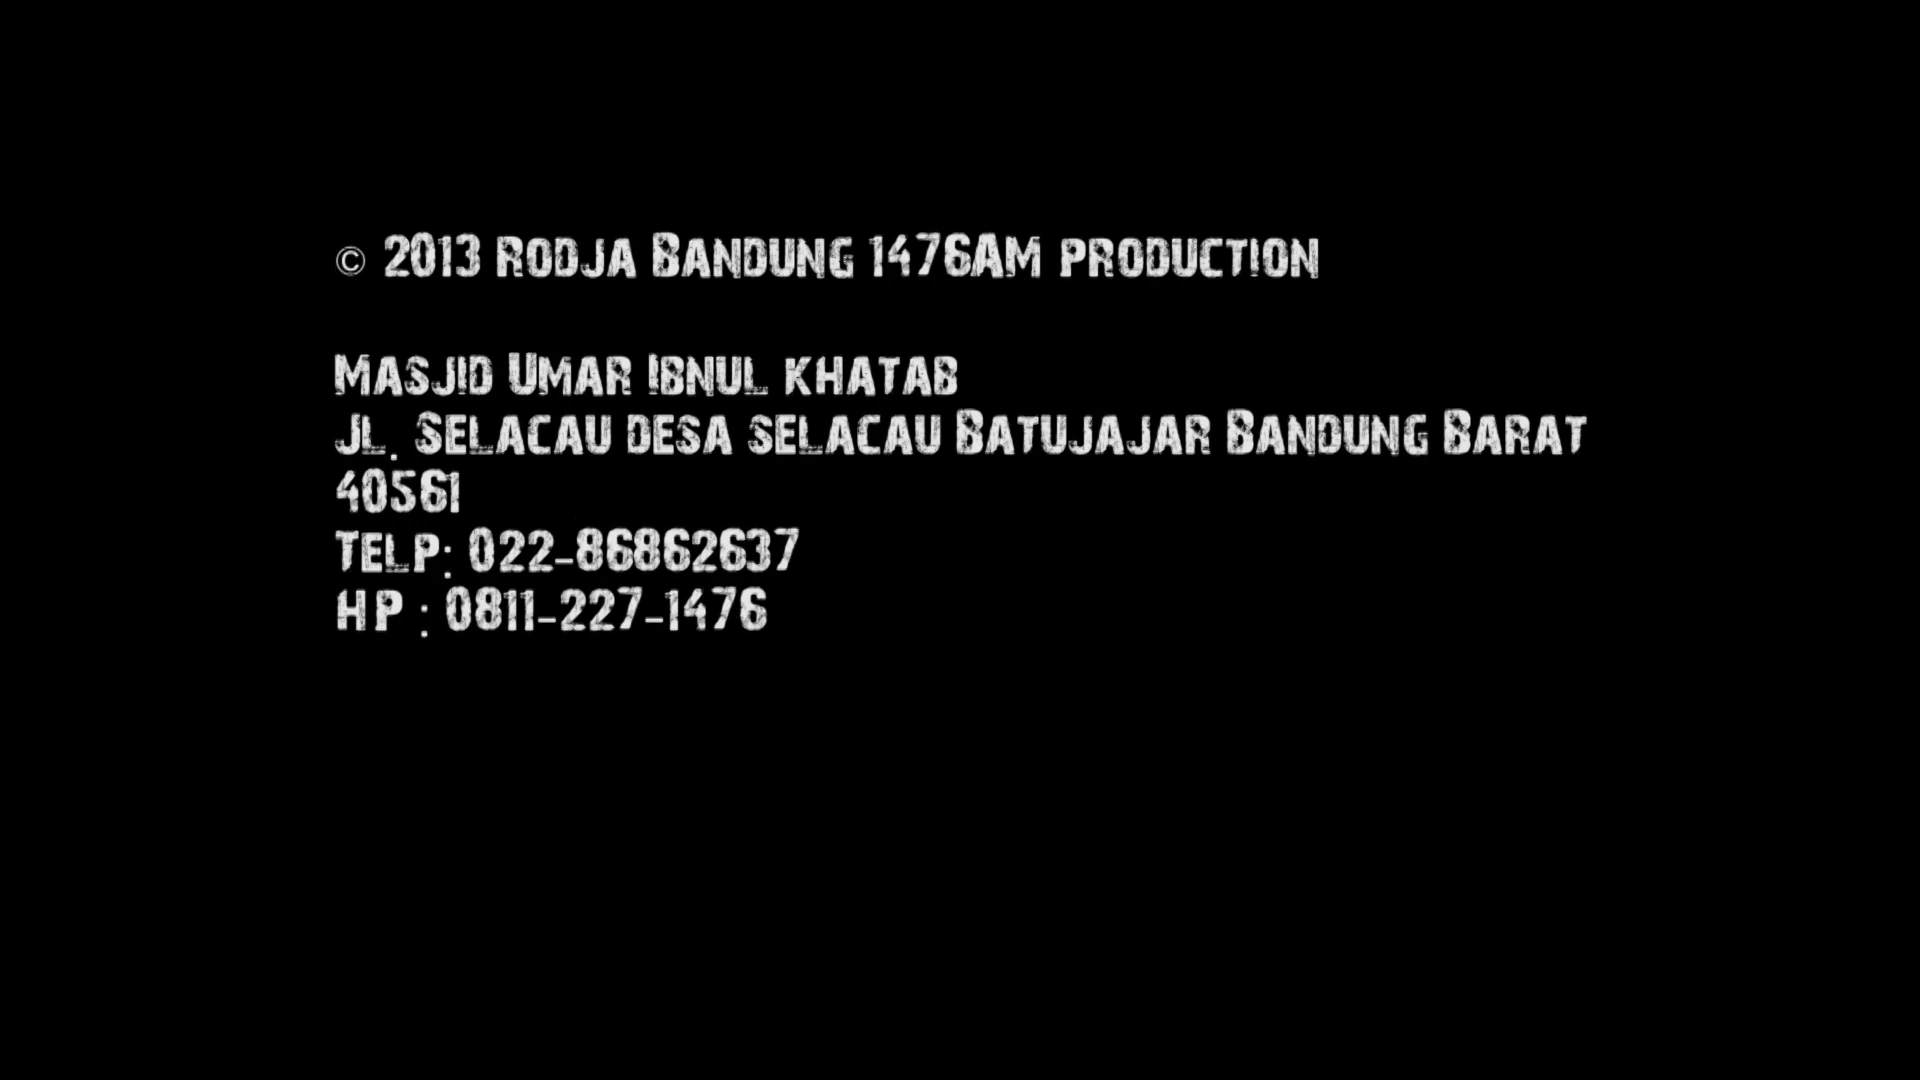 © 2013 Rodja Bandung 1476AM production
Masjid Umar Ibnul khatab
Jl. Selacau desa selacau Batujajar Bandung Barat
40561
telp: 022-86862637
hp : 0811-227-1476